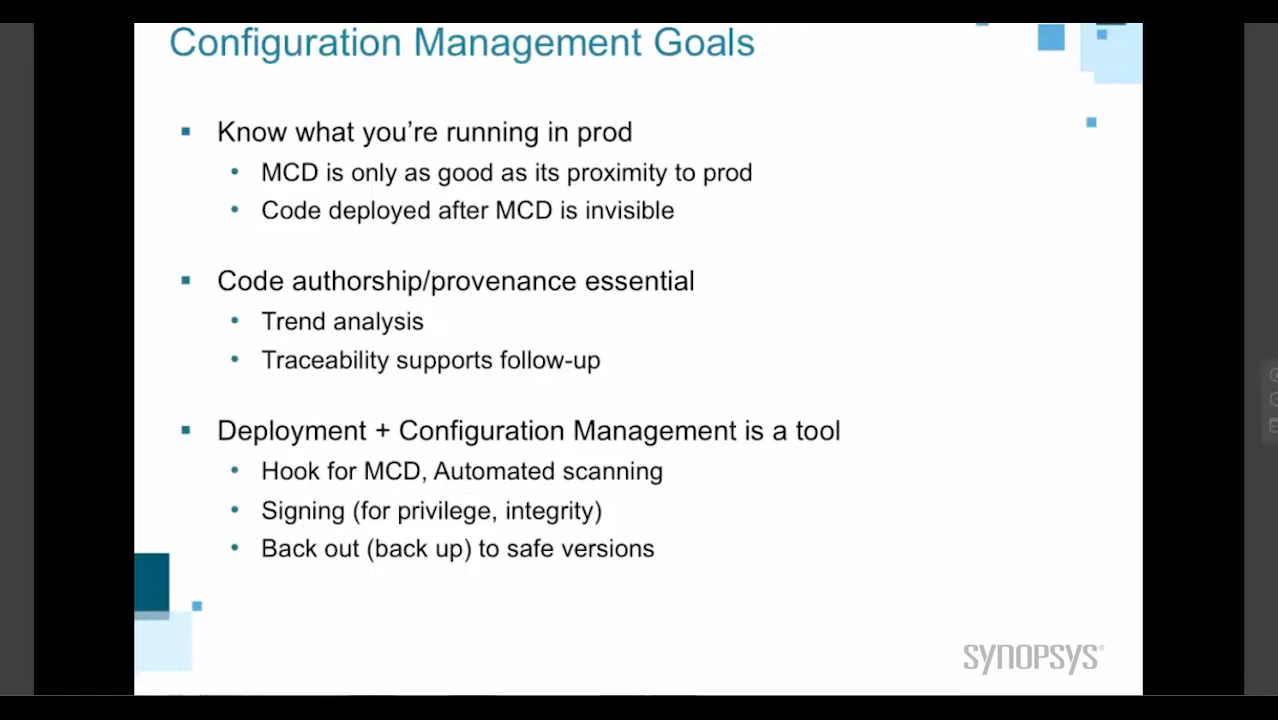 Configuration Management Goals
Know what you're running in prod
MCD is only as good as its proximity to prod
Code deployed after MCD is invisible
Code authorship/provenance essential
Trend analysis
Traceability supports follow-up
Deployment + Configuration Management is a tool
Hook for MCD, Automated scanning
Signing (for privilege, integrity)
Back out (back up) to safe versions
SYNOPSYS®